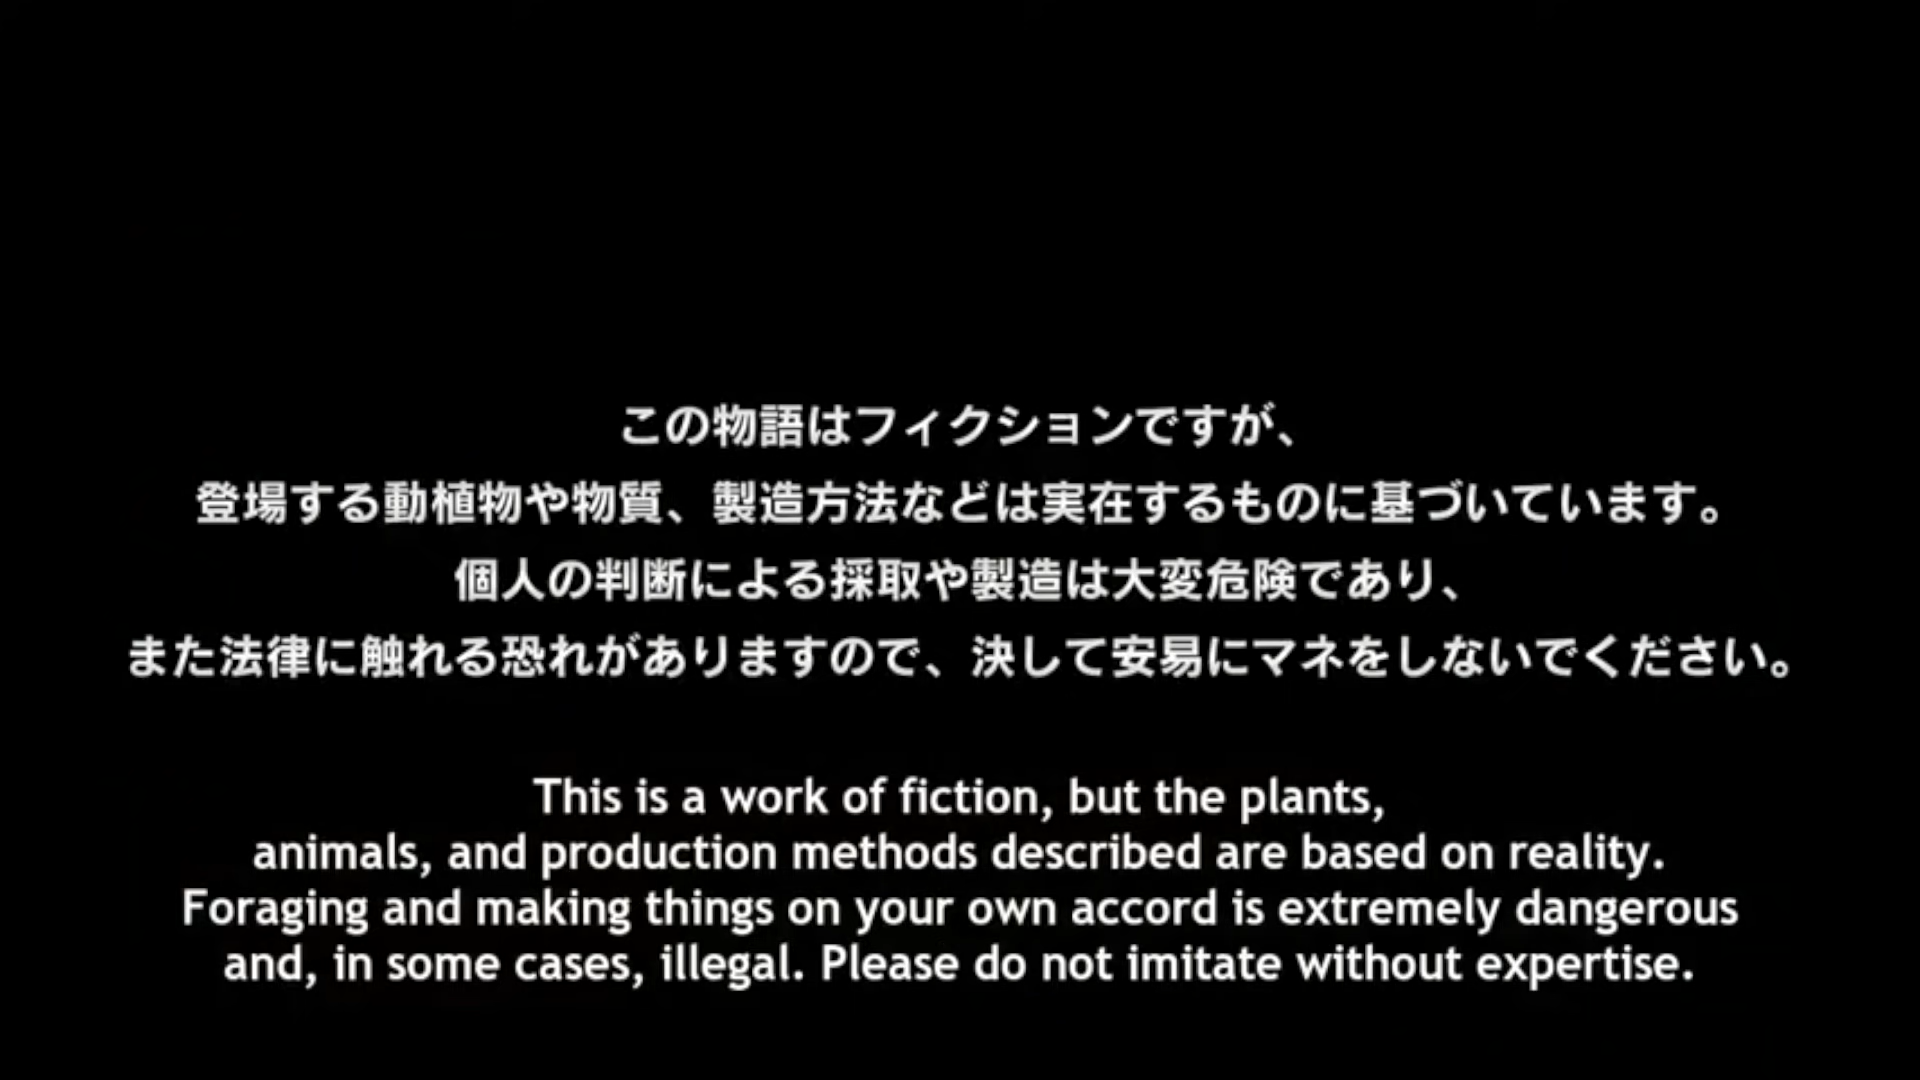 この物語はフィクションですが、
登場する動植物や物質、製造方法などは実在するものに基づいています。
個人の判断による採取や製造は大変危険であり、
また法律に触れる恐れがありますので、決して安易にマネをしないでください。
This is a work of fiction, but the plants,
animals, and production methods described are based on reality.
Foraging and making things on your own accord is extremely dangerous
and, in some cases, illegal. Please do not imitate without expertise.